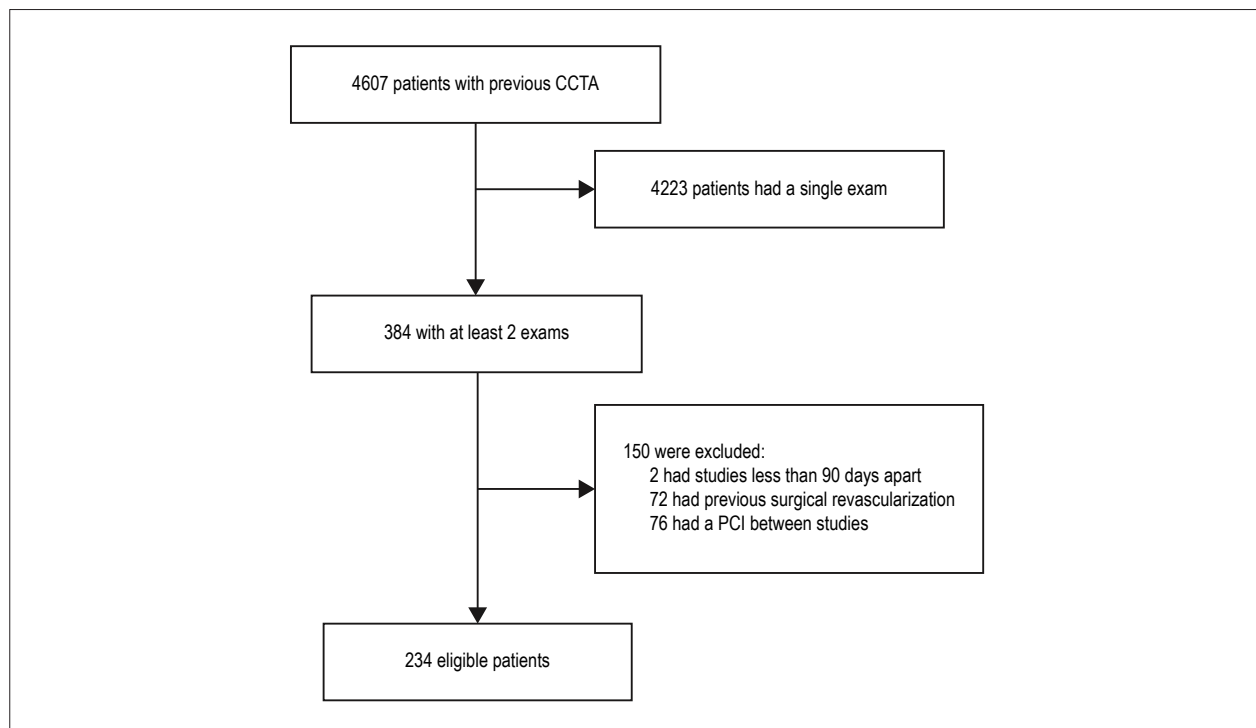 4607 patients with previous CCTA
4223 patients had a single exam
384 with at least 2 exams
150 were excluded:
2 had studies less than 90 days apart
72 had previous surgical revascularization
76 had a PCI between studies
234 eligible patients